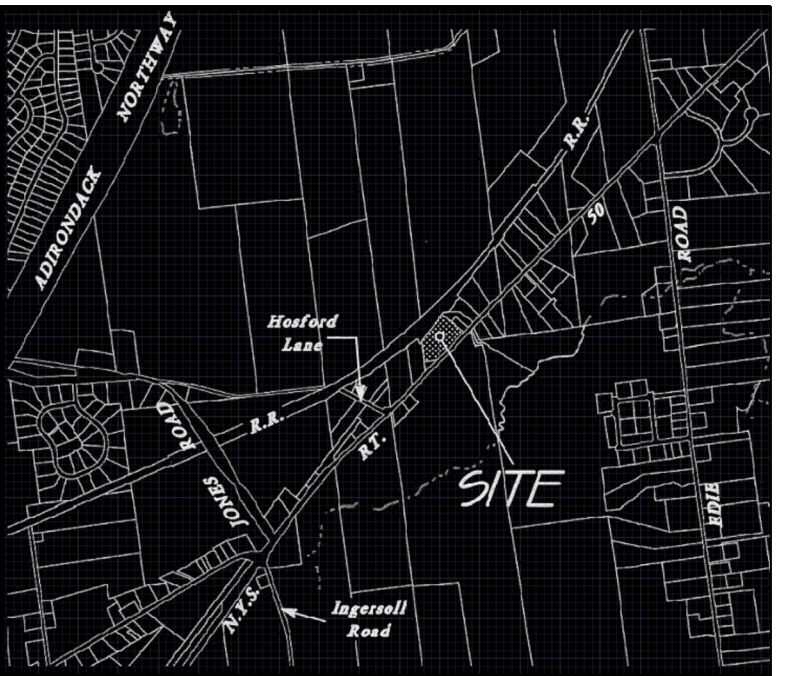 NORTHWAY
ADIRONDACK
R.R.
50
ROAD
Hosford
Lane
ROAD
R.R.
RT.
JONES
SITE
EDIE
N.Y.S.
Ingersoll
Road